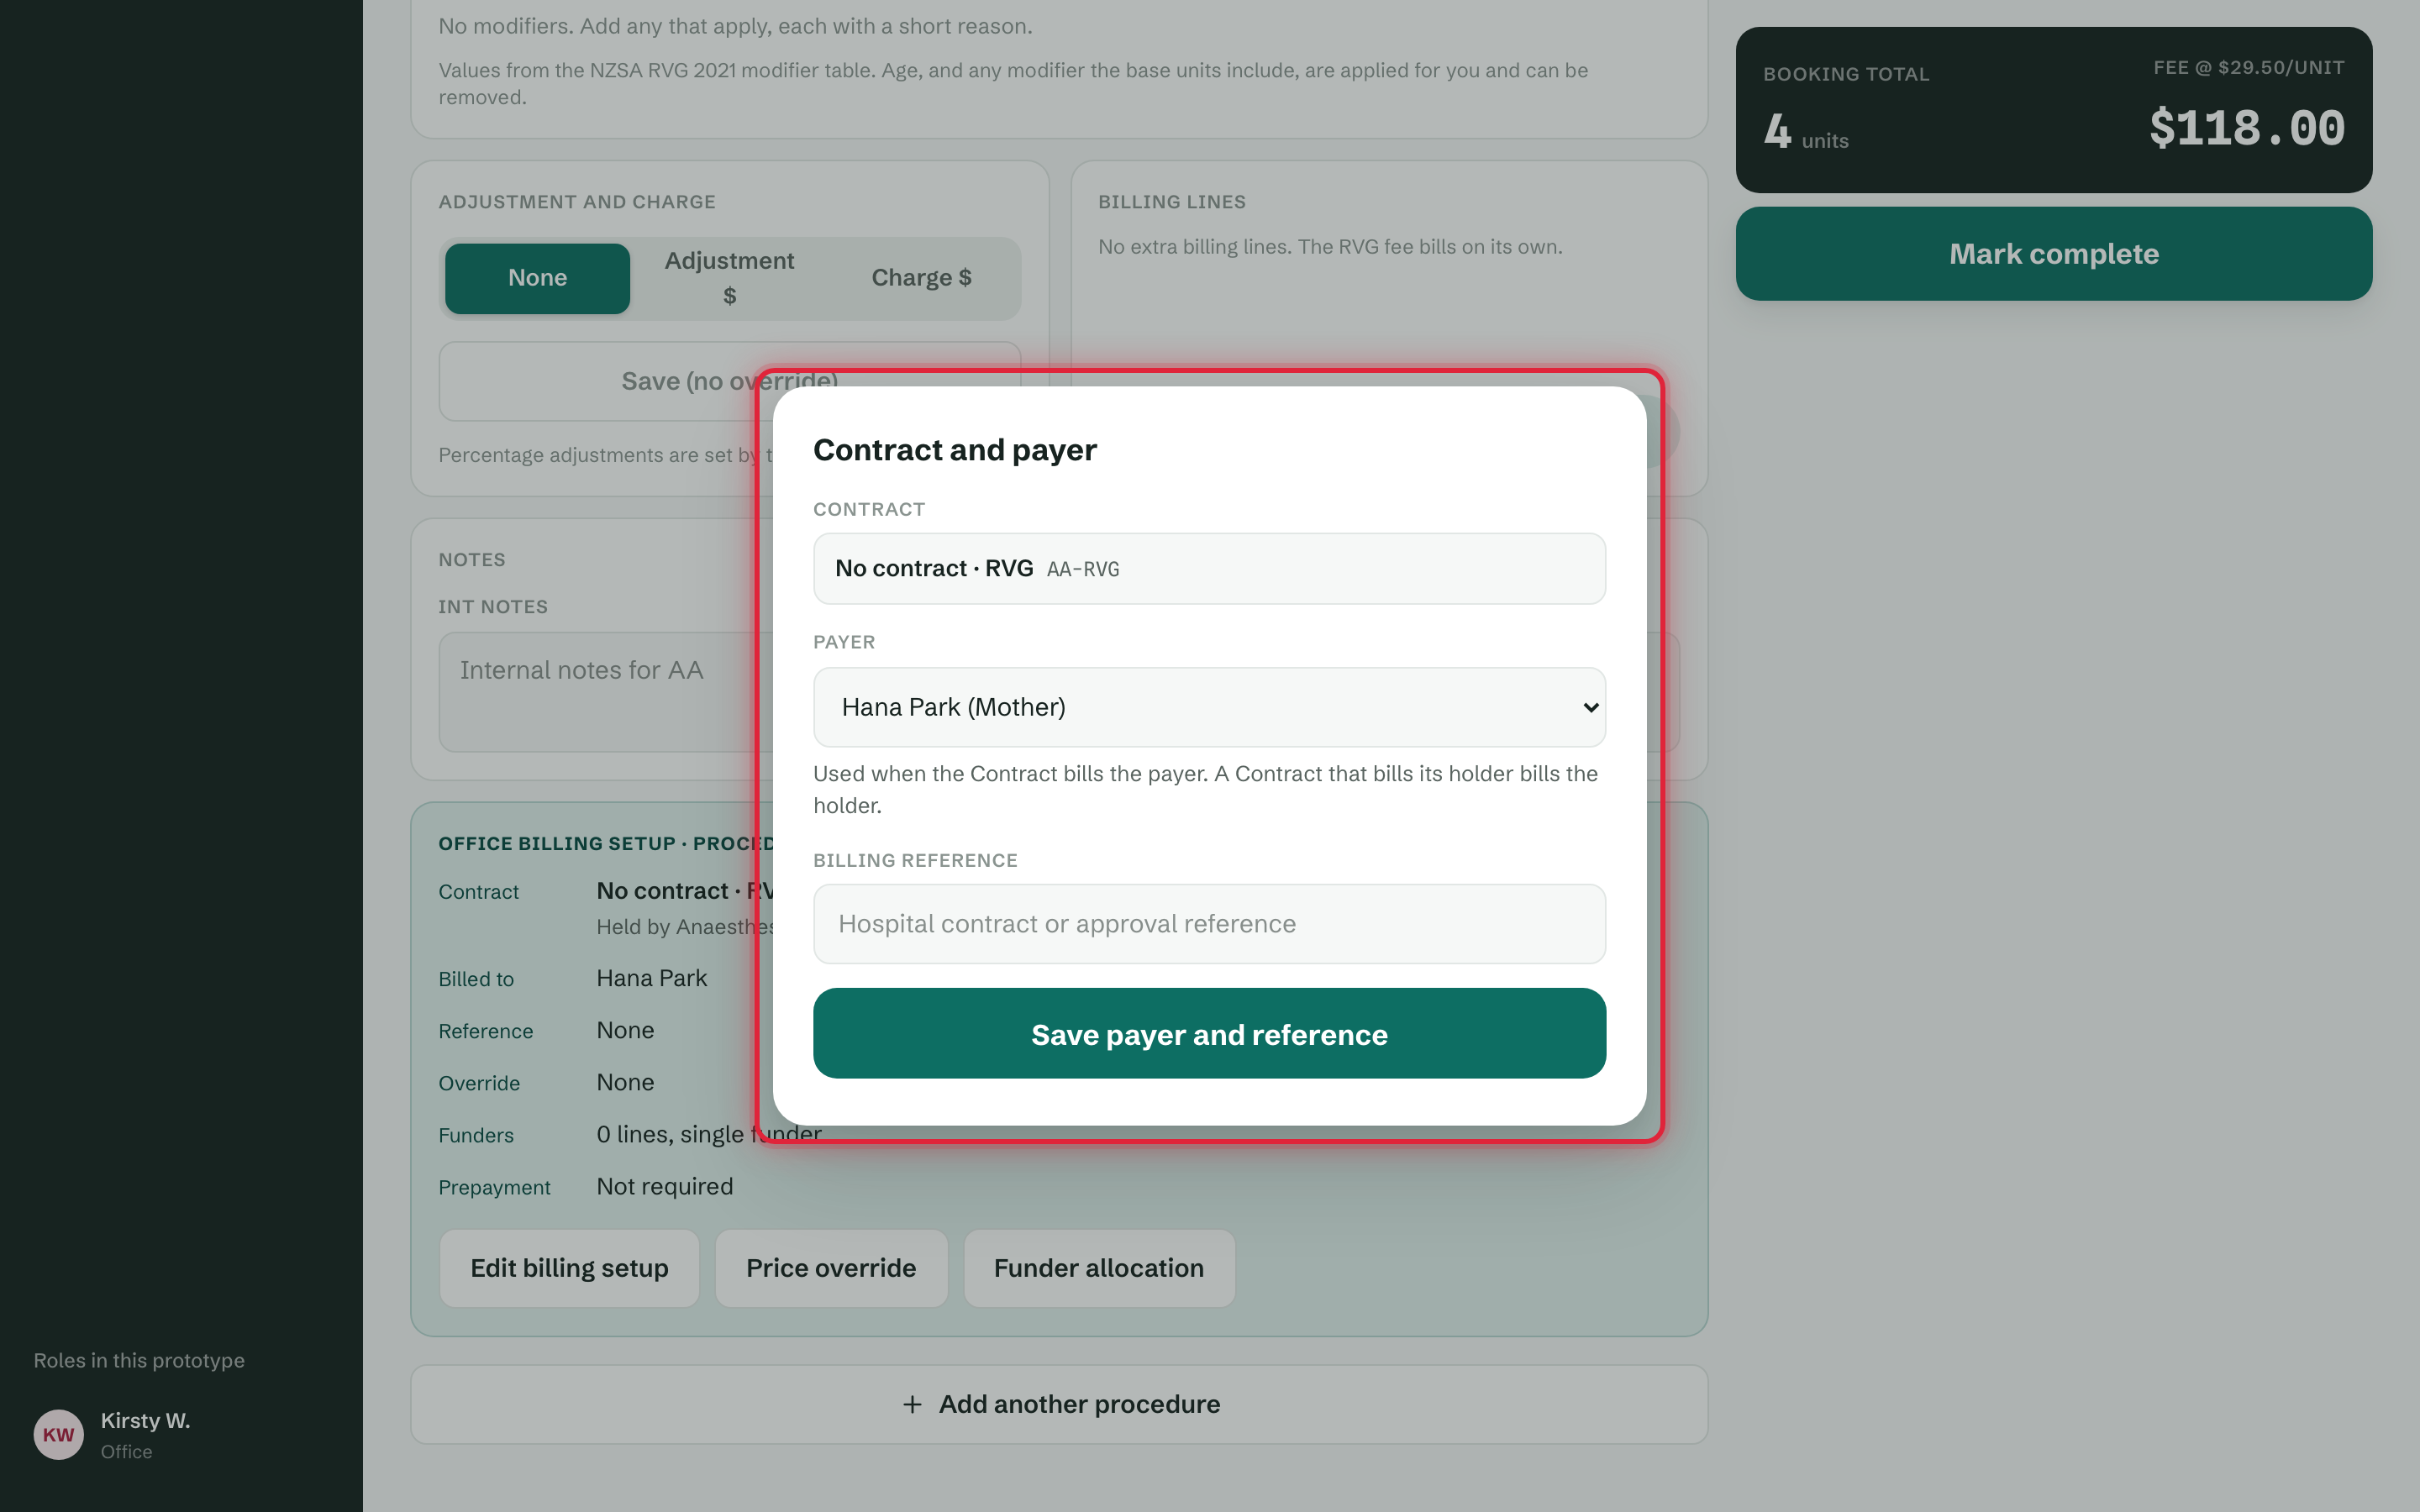 No modifiers. Add any that apply, each with a short reason.
Values from the NZSA RVG 2021 modifier table. Age, and any modifier the base units include, are applied for you and can be
removed.
BOOKING TOTAL
FEE @ $29.50/UNIT
4 units
$118.00
Mark complete
ADJUSTMENT AND CHARGE
None
Adjustment
$
Charge $
Save (no override)
Percentage adjustments are set by t
BILLING LINES
No extra billing lines. The RVG fee bills on its own.
NOTES
INT NOTES
Internal notes for AA
Contract and payer
CONTRACT
No contract · RVG AA-RVG
PAYER
Hana Park (Mother)
Used when the Contract bills the payer. A Contract that bills its holder bills the
holder.
BILLING REFERENCE
Hospital contract or approval reference
Save payer and reference
OFFICE BILLING SETUP · PROCED
Contract
No contract · RV
Held by Anaesthes
Billed to
Hana Park
Reference
None
Override
None
Funders
0 lines, single funder
Prepayment
Not required
Edit billing setup
Price override
Funder allocation
+ Add another procedure
Roles in this prototype
KW
Kirsty W.
Office